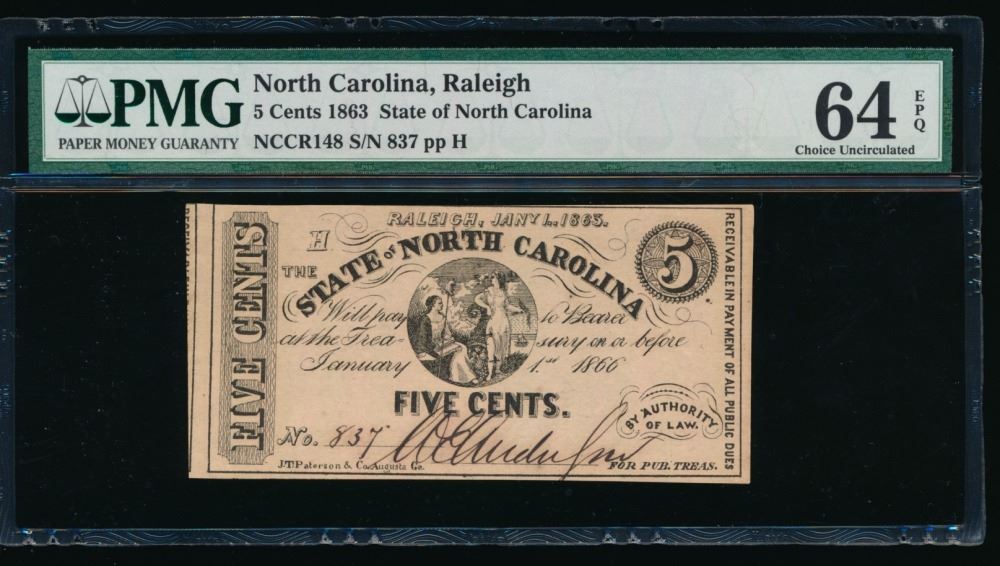 PMG
PAPER MONEY GUARANTY
North Carolina, Raleigh
5 Cents 1863 State of North Carolina
NCCR148 S/N 837 pp H
64
EPQ
Choice Uncirculated
RALEIGH, JANY 1., 1863.
H
THE
STATE of NORTH CAROLINA
5
Will pay to Bearer
at the Treasury on or before
January 1.st 1866
FIVE CENTS.
FIVE CENTS
RECEIVABLE IN PAYMENT OF ALL PUBLIC DUES
BY AUTHORITY
OF LAW.
No. 837
J.T. Paterson & Co. Augusta Ga.
FOR PUB. TREAS.